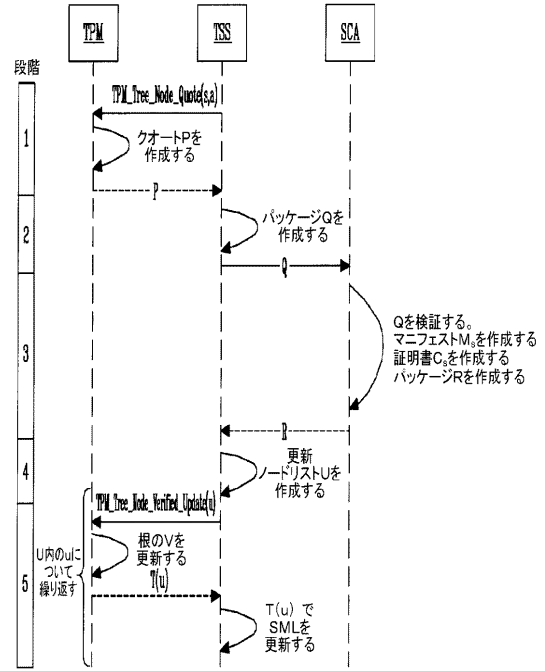 TPM
TSS
SCA
段階
TPM_Tree_Node_Quote(s,a)
1
クオートPを
作成する
P
2
パッケージQを
作成する
Q
3
Qを検証する。
マニフェストMsを作成する
証明書Csを作成する
パッケージRを作成する
R
4
更新
ノードリストUを
作成する
TPM_Tree_Node_Verified_Update(u)
U内のuに
ついて
繰り返す
5
根のVを
更新する
T(u)
T(u) で
SMLを
更新する